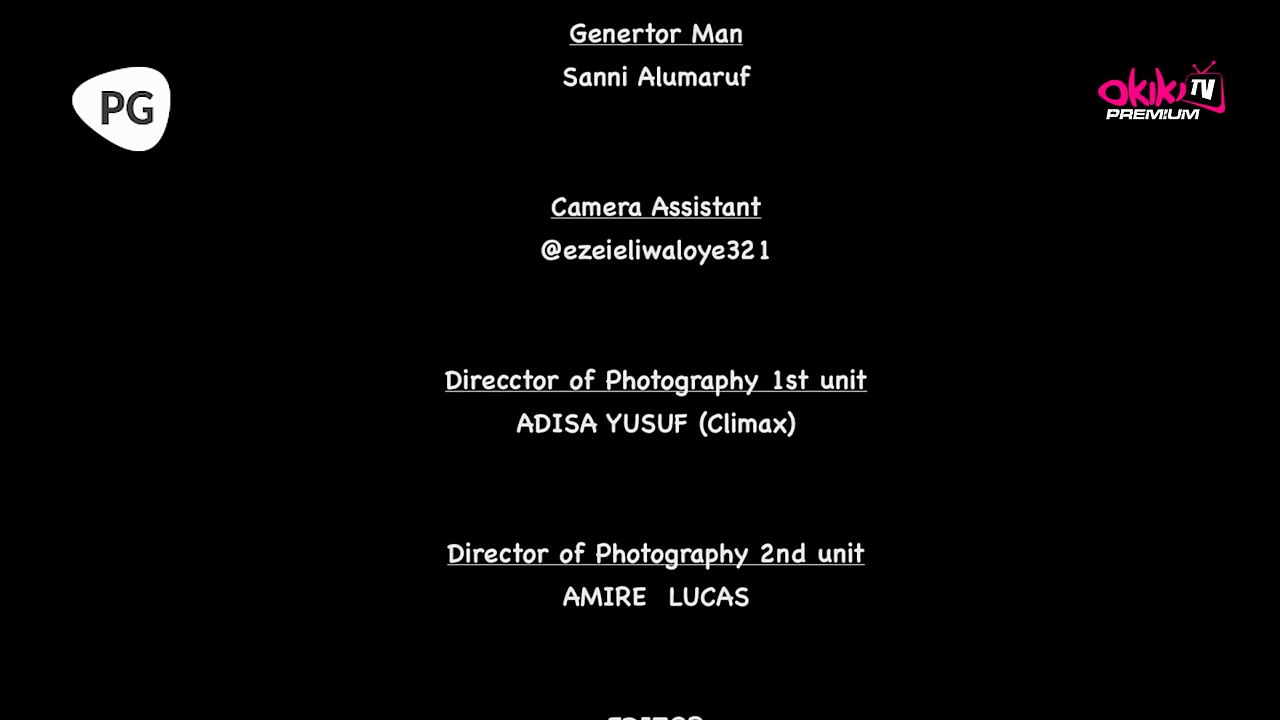 Genertor Man
Sanni Alumaruf
PG
OKIKI TV
PREMIUM
Camera Assistant
@ezeieliwaloye321
Direcctor of Photography 1st unit
ADISA YUSUF (Climax)
Director of Photography 2nd unit
AMIRE LUCAS